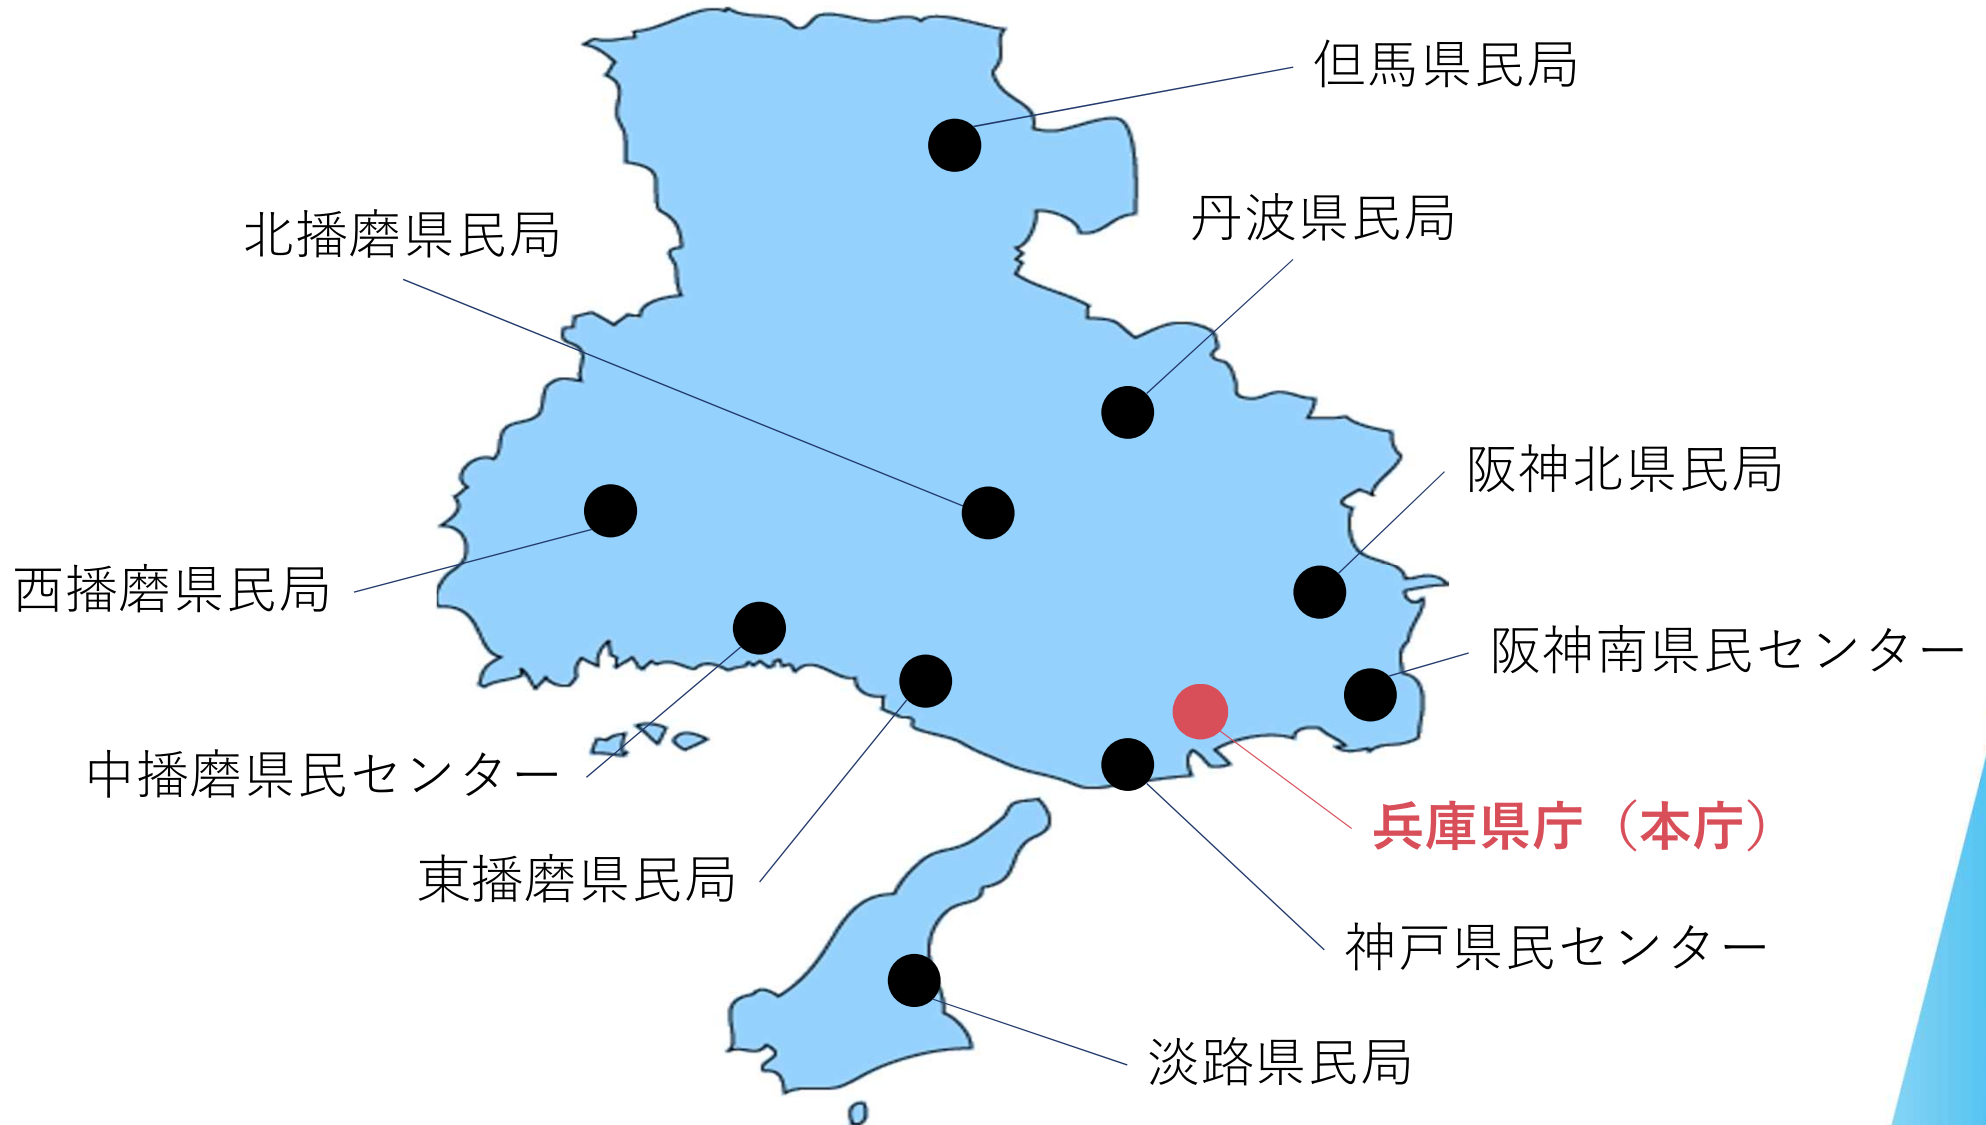 但馬県民局
丹波県民局
北播磨県民局
阪神北県民局
西播磨県民局
阪神南県民センター
中播磨県民センター
兵庫県庁（本庁）
東播磨県民局
神戸県民センター
淡路県民局